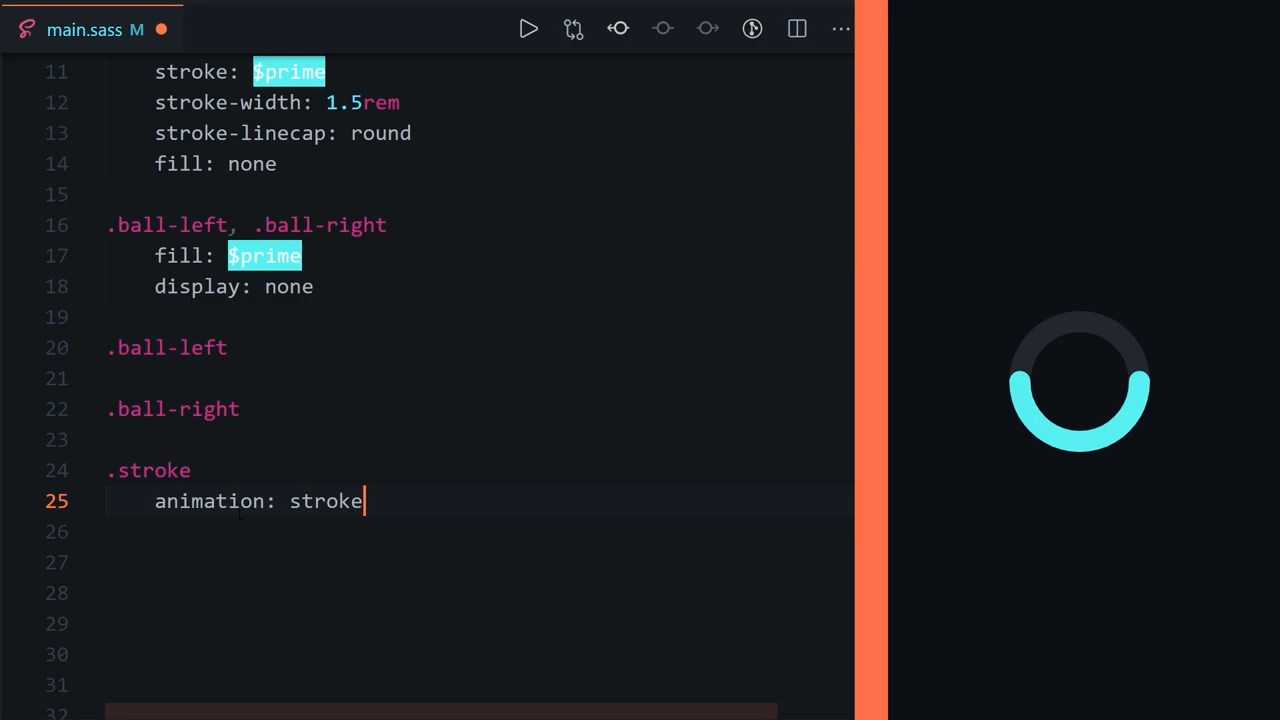 main.sass M
11 stroke: $prime
12 stroke-width: 1.5rem
13 stroke-linecap: round
14 fill: none
15
16 .ball-left, .ball-right
17 fill: $prime
18 display: none
19
20 .ball-left
21
22 .ball-right
23
24 .stroke
25 animation: stroke
26
27
28
29
30
31
32